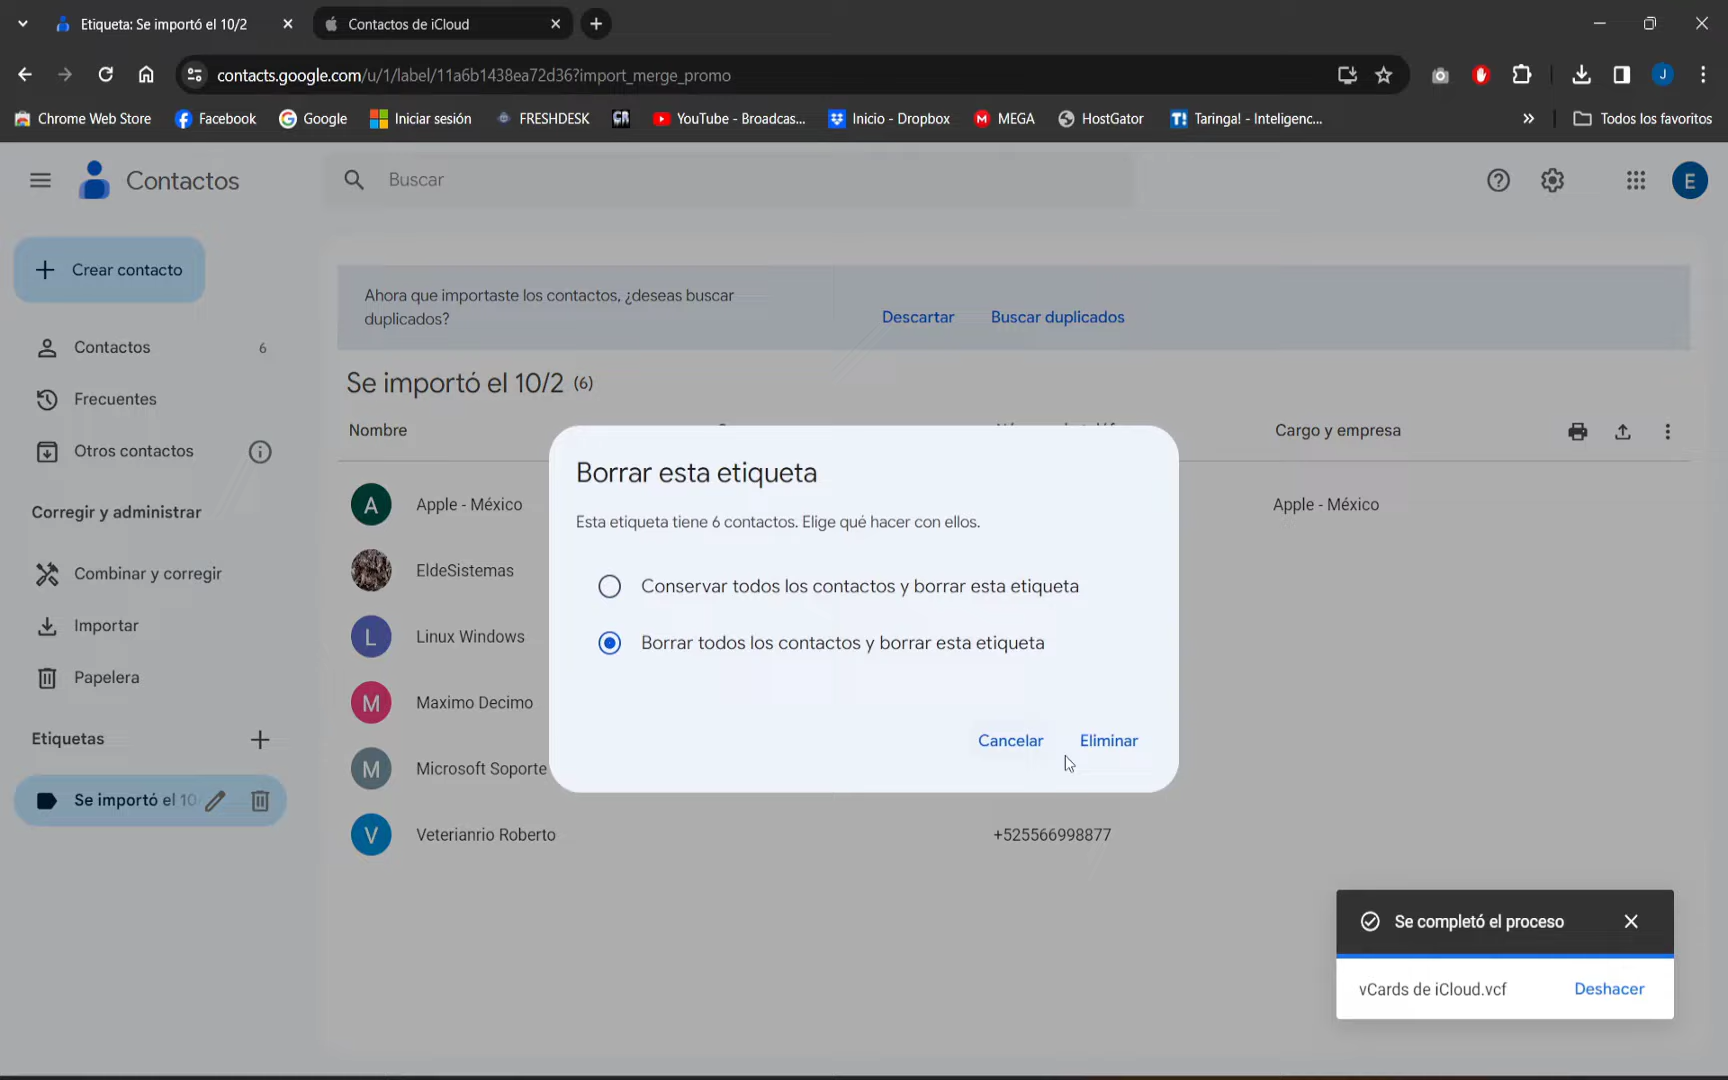 Etiqueta: Se importó el 10/2
Contactos de iCloud
contacts.google.com/u/1/label/11a6b1438ea72d36?import_merge_promo
J
Chrome Web Store
Facebook
Google
Iniciar sesión
FRESHDESK
YouTube - Broadcas...
Inicio - Dropbox
MEGA
HostGator
Taringa! - Inteligenc...
Todos los favoritos
Contactos
Buscar
E
Crear contacto
Ahora que importaste los contactos, ¿deseas buscar
duplicados?
Descartar
Buscar duplicados
Contactos 6
Frecuentes
Otros contactos
Corregir y administrar
Combinar y corregir
Importar
Papelera
Etiquetas
Se importó el 10
Se importó el 10/2 (6)
Nombre
Cargo y empresa
A Apple - México
Apple - México
EldeSistemas
L Linux Windows
M Maximo Decimo
M Microsoft Soporte
V Veterianrio Roberto
+525566998877
Borrar esta etiqueta
Esta etiqueta tiene 6 contactos. Elige qué hacer con ellos.
Conservar todos los contactos y borrar esta etiqueta
Borrar todos los contactos y borrar esta etiqueta
Cancelar
Eliminar
Se completó el proceso
vCards de iCloud.vcf
Deshacer